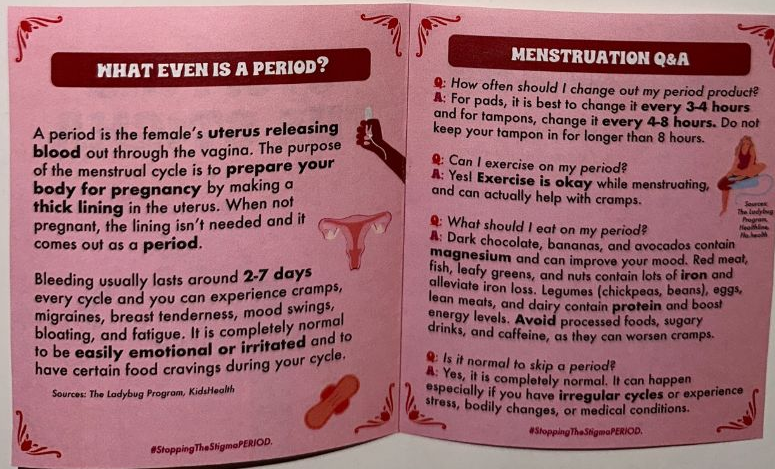 WHAT EVEN IS A PERIOD?
A period is the female's uterus releasing
blood out through the vagina. The purpose
of the menstrual cycle is to prepare your
body for pregnancy by making a
thick lining in the uterus. When not
pregnant, the lining isn't needed and it
comes out as a period.
Bleeding usually lasts around 2-7 days
every cycle and you can experience cramps,
migraines, breast tenderness, mood swings,
bloating, and fatigue. It is completely normal
to be easily emotional or irritated and to
have certain food cravings during your cycle.
Sources: The Ladybug Program, KidsHealth
#StoppingTheStigmaPERIOD.
MENSTRUATION Q&A
Q: How often should I change out my period product?
A: For pads, it is best to change it every 3-4 hours
and for tampons, change it every 4-8 hours. Do not
keep your tampon in for longer than 8 hours.
Q: Can I exercise on my period?
A: Yes! Exercise is okay while menstruating,
and can actually help with cramps.
Sources:
The Ladybug
Program,
Healthline,
Q: What should I eat on my period?
A: Dark chocolate, bananas, and avocados contain
magnesium and can improve your mood. Red meat,
fish, leafy greens, and nuts contain lots of iron and
alleviate iron loss. Legumes (chickpeas, beans), eggs,
lean meats, and dairy contain protein and boost
energy levels. Avoid processed foods, sugary
drinks, and caffeine, as they can worsen cramps.
Q: Is it normal to skip a period?
A: Yes, it is completely normal. It can happen
especially if you have irregular cycles or experience
stress, bodily changes, or medical conditions.
#StoppingTheStigmaPERIOD.